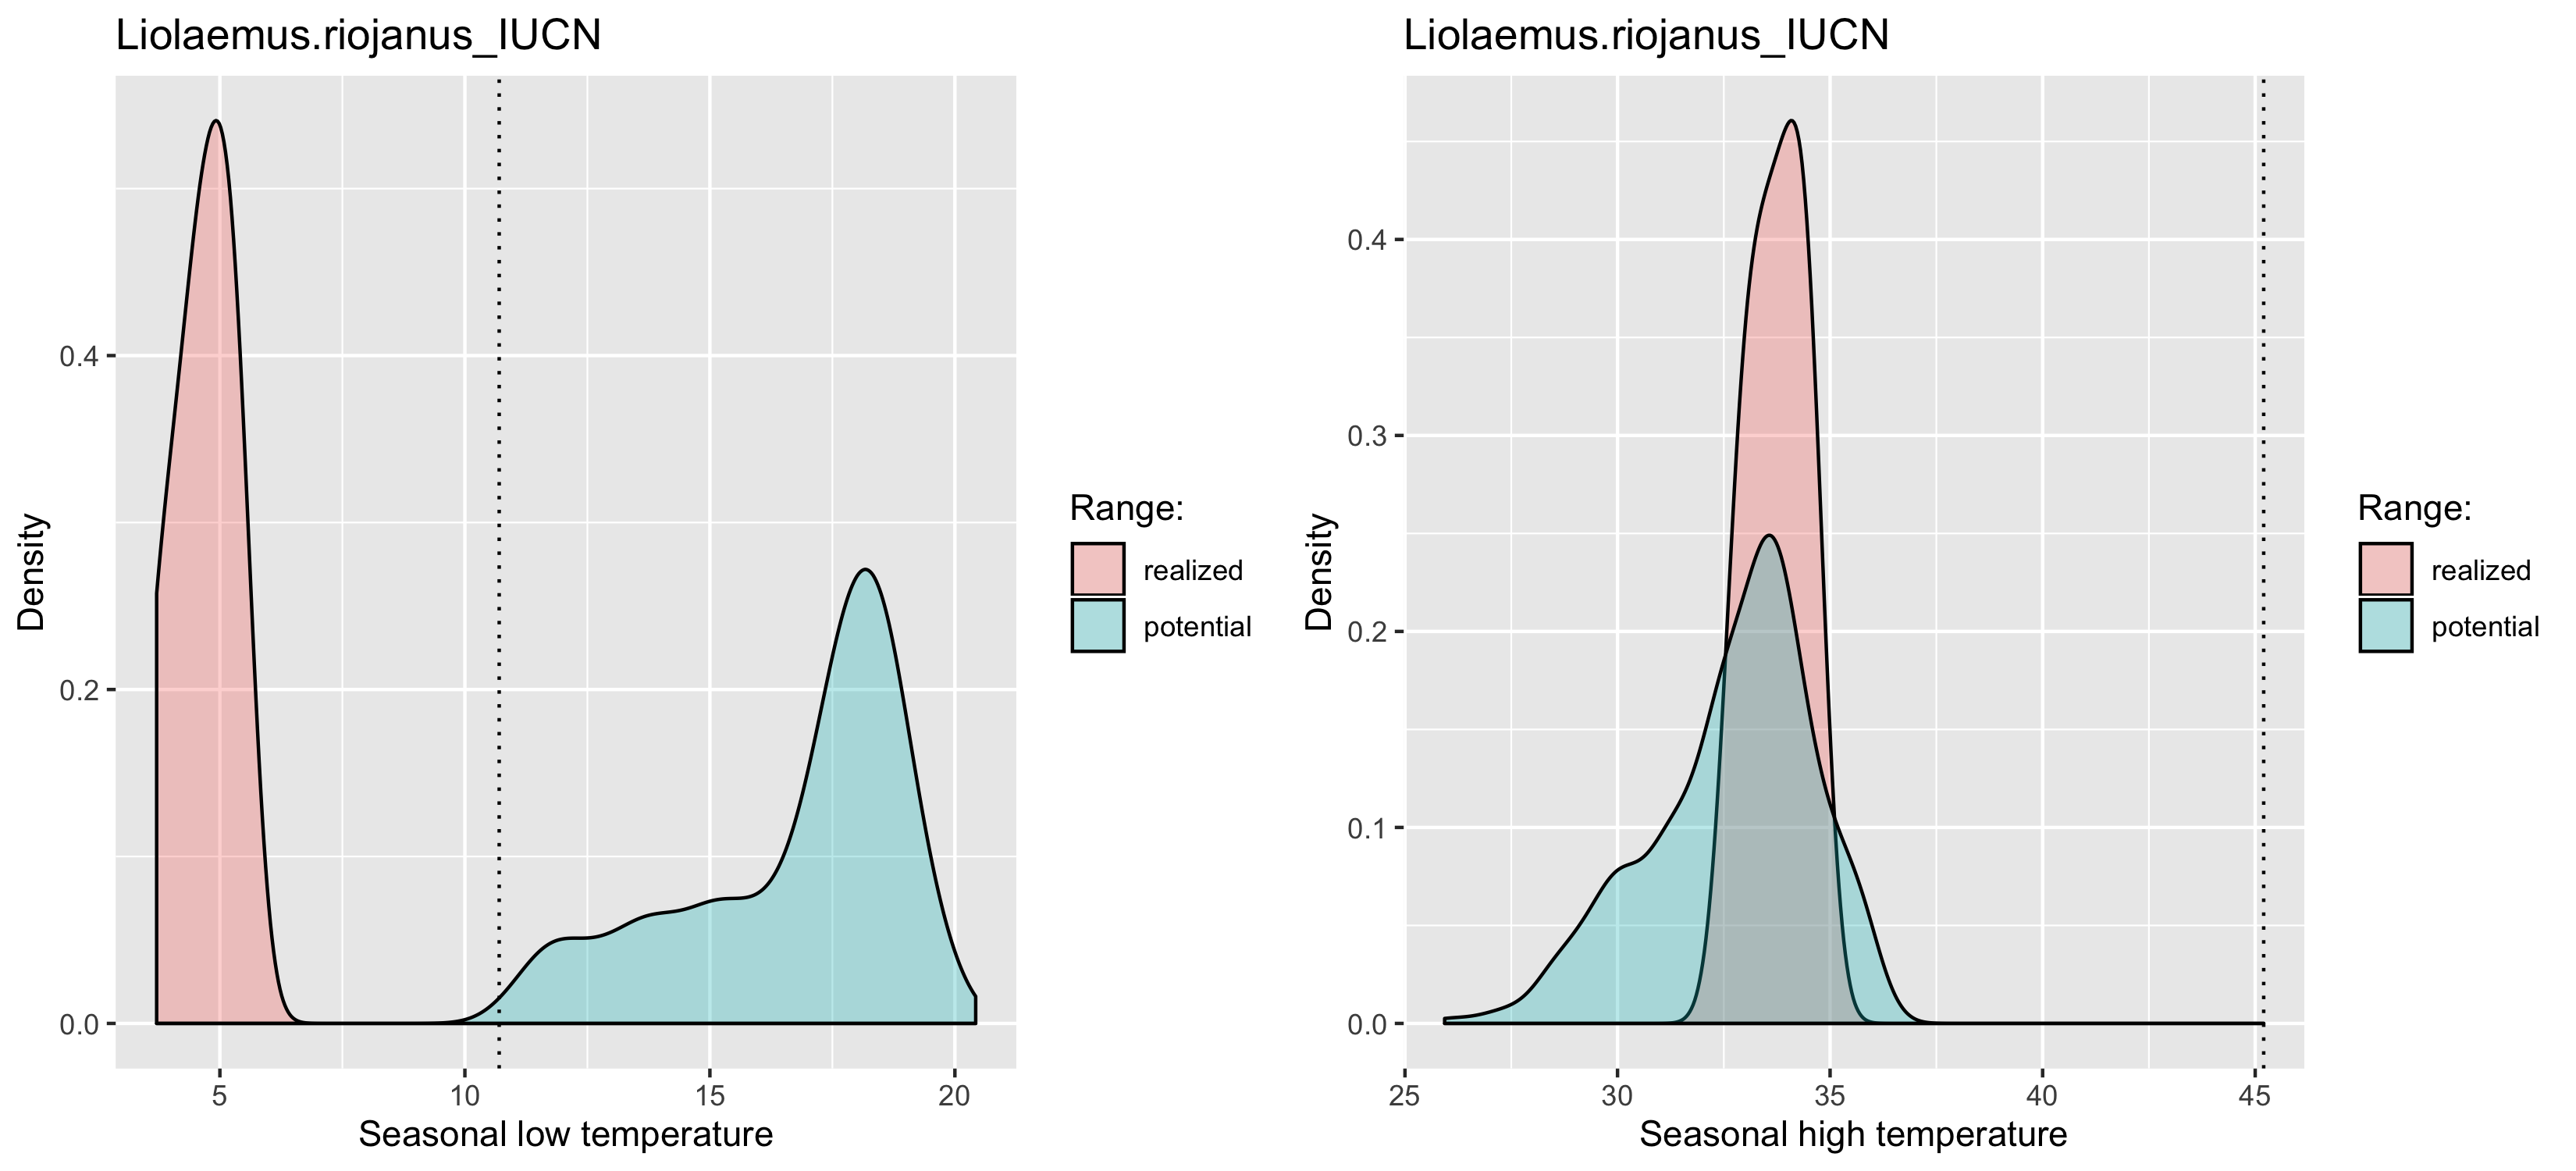 Liolaemus.riojanus_IUCN
Density
0.4
0.2
0.0
5 10 15 20
Seasonal low temperature
Range:
realized
potential
Liolaemus.riojanus_IUCN
Density
0.4
0.3
0.2
0.1
0.0
25 30 35 40 45
Seasonal high temperature
Range:
realized
potential